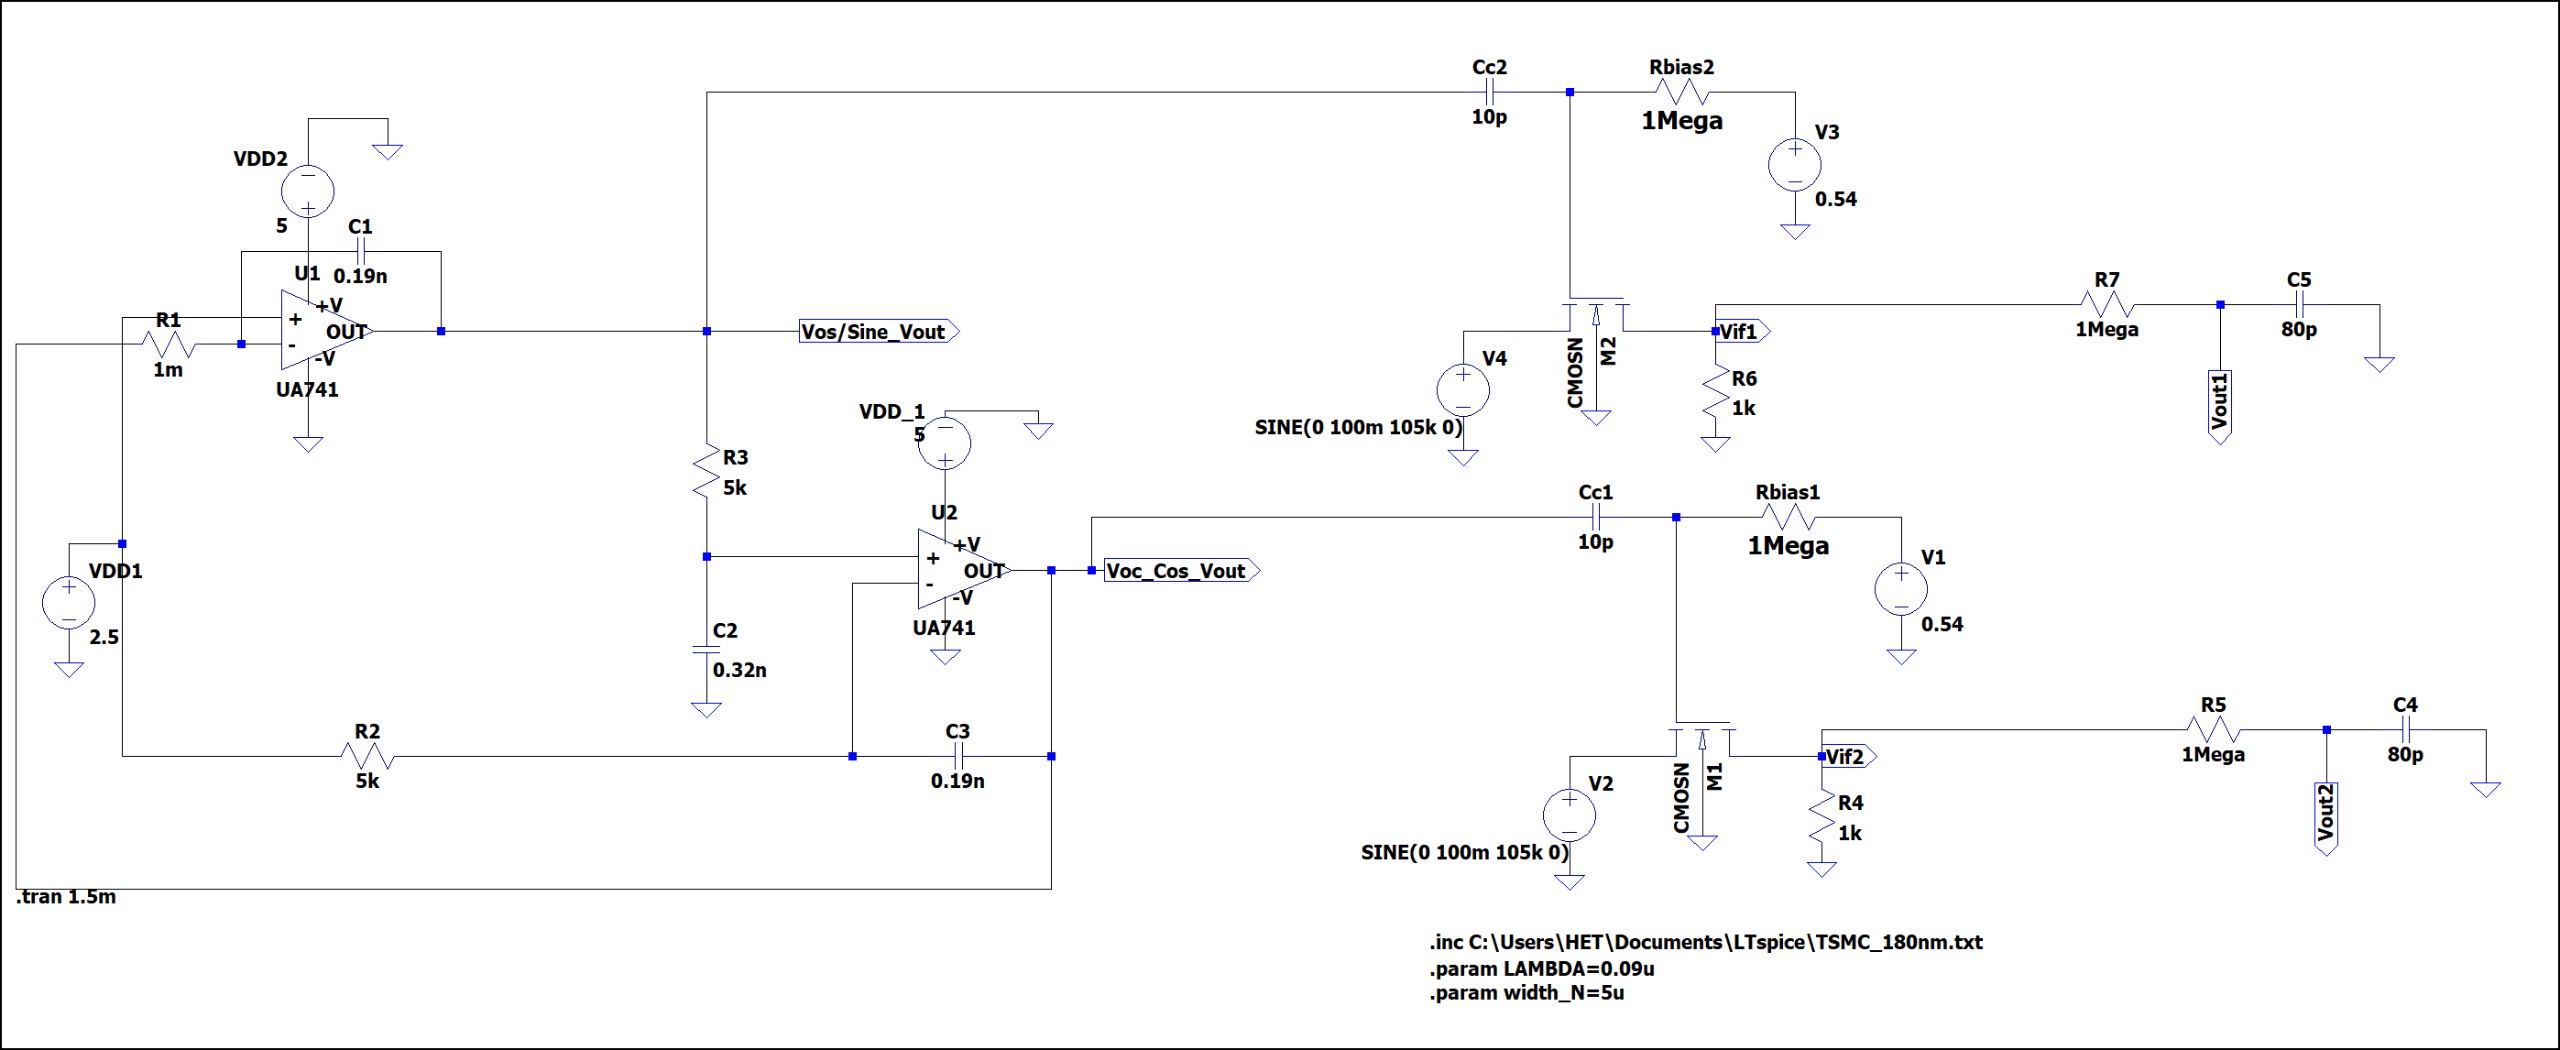 Cc2
10p
Rbias2
1Mega
V3
0.54
VDD2
5
C1
0.19n
U1
+V
+
-
OUT
-V
UA741
R1
1m
Vos/Sine_Vout
CMOSN
M2
V4
SINE(0 100m 105k 0)
Vif1
R6
1k
R7
1Mega
C5
80p
Vout1
VDD_1
5
R3
5k
U2
+V
+
-
OUT
-V
UA741
Voc_Cos_Vout
Cc1
10p
Rbias1
1Mega
V1
0.54
VDD1
2.5
C2
0.32n
R2
5k
C3
0.19n
CMOSN
M1
V2
SINE(0 100m 105k 0)
Vif2
R4
1k
R5
1Mega
C4
80p
Vout2
.tran 1.5m
.inc C:\Users\HET\Documents\LTspice\TSMC_180nm.txt
.param LAMBDA=0.09u
.param width_N=5u